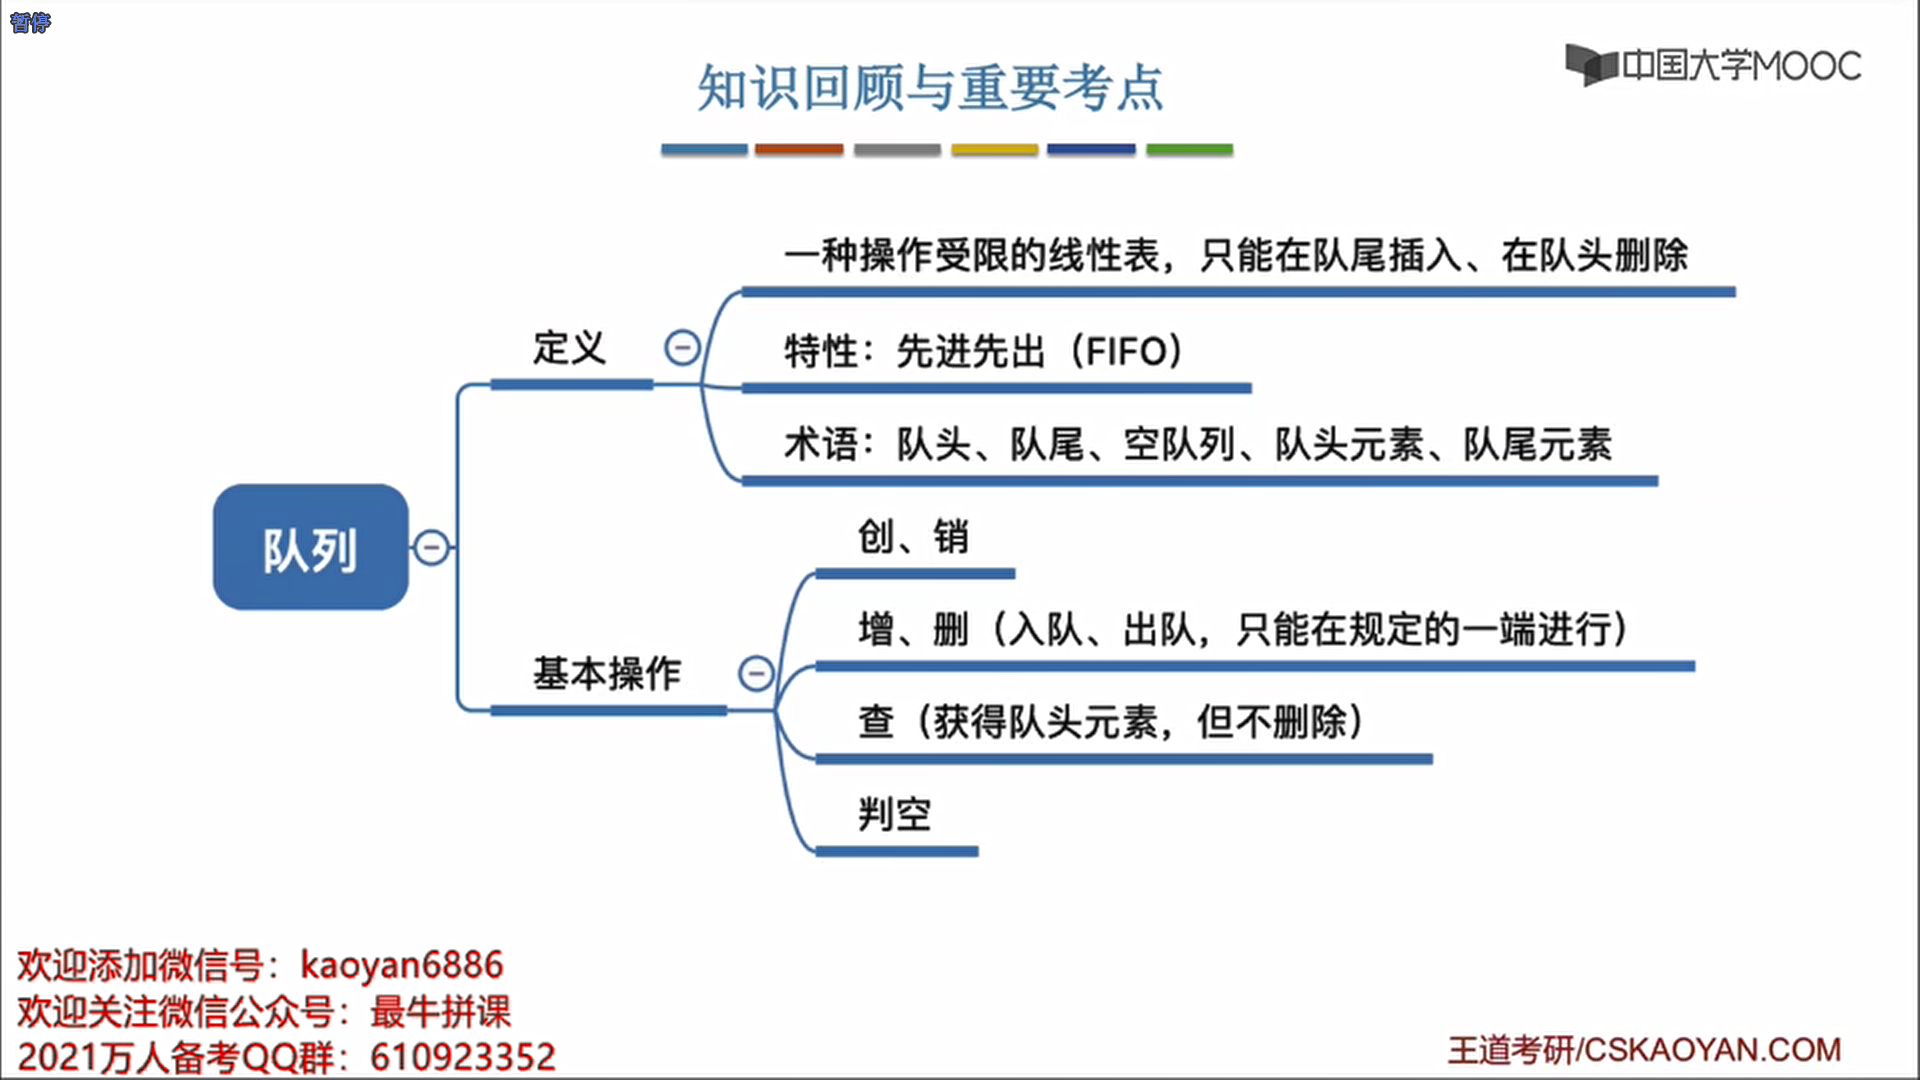 暂停
中国大学MOOC
知识回顾与重要考点
一种操作受限的线性表，只能在队尾插入、在队头删除
定义
特性：先进先出（FIFO）
术语：队头、队尾、空队列、队头元素、队尾元素
队列
创、销
增、删（入队、出队，只能在规定的一端进行）
基本操作
查（获得队头元素，但不删除）
判空
欢迎添加微信号：kaoyan6886
欢迎关注微信公众号：最牛拼课
2021万人备考QQ群：610923352
王道考研/CSKAOYAN.COM